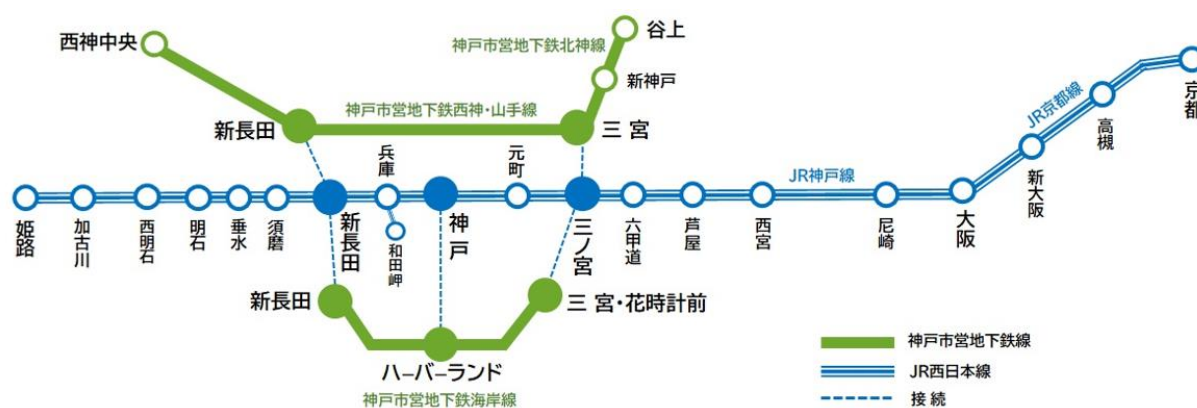 西神中央
神戸市営地下鉄北神線
谷上
新神戸
新長田
神戸市営地下鉄西神・山手線
三 宮
兵庫
元町
JR神戸線
JR京都線
高槻
京都
新大阪
姫路
加古川
西明石
明石
垂水
須磨
新長田
和田岬
神戸
三ノ宮
六甲道
芦屋
西宮
尼崎
大阪
新長田
三 宮・花時計前
ハーバーランド
神戸市営地下鉄海岸線
神戸市営地下鉄線
JR西日本線
接 続